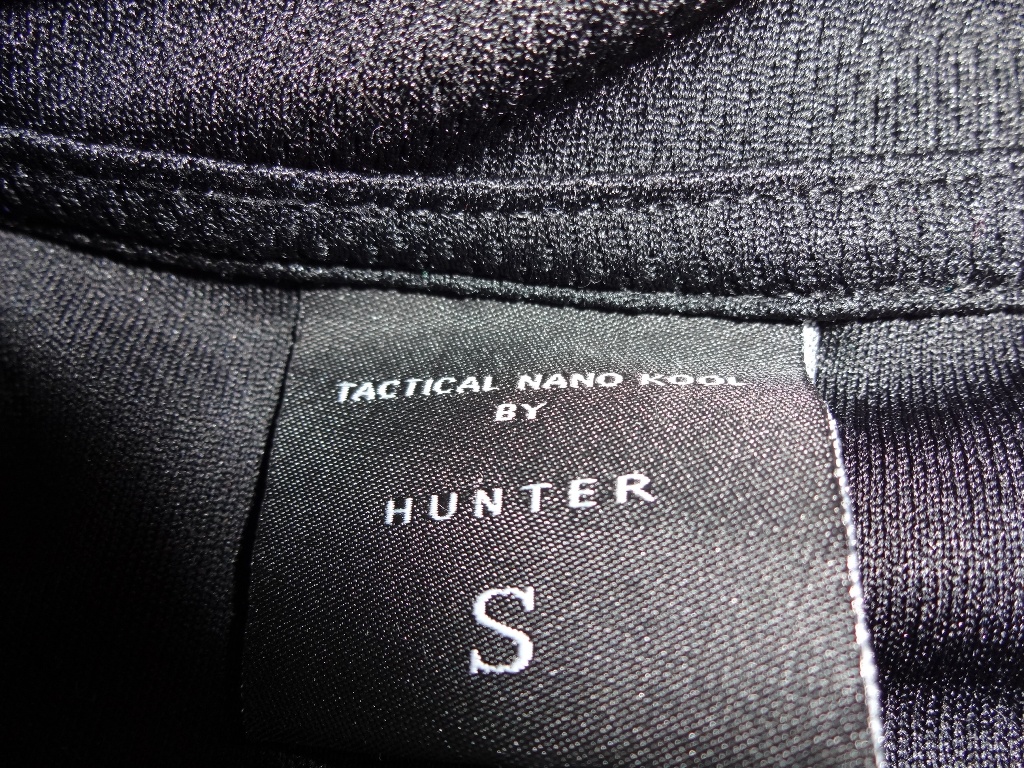 TACTICAL NANO KOOL
BY
HUNTER
S